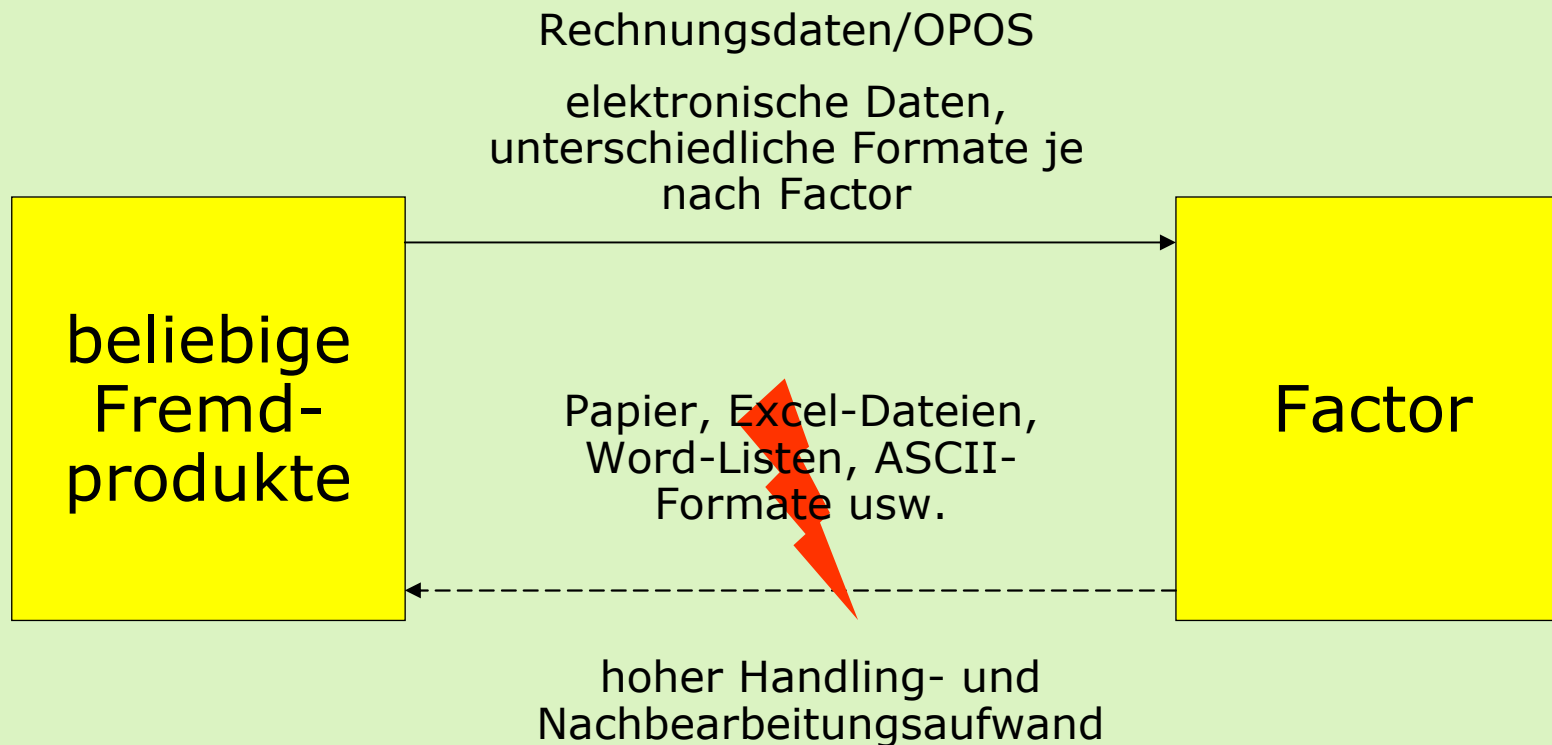 Rechnungsdaten/OPOS
elektronische Daten,
unterschiedliche Formate je
nach Factor
beliebige
Fremd-
produkte
Papier, Excel-Dateien,
Word-Listen, ASCII-
Formate usw.
Factor
hoher Handling- und
Nachbearbeitungsaufwand